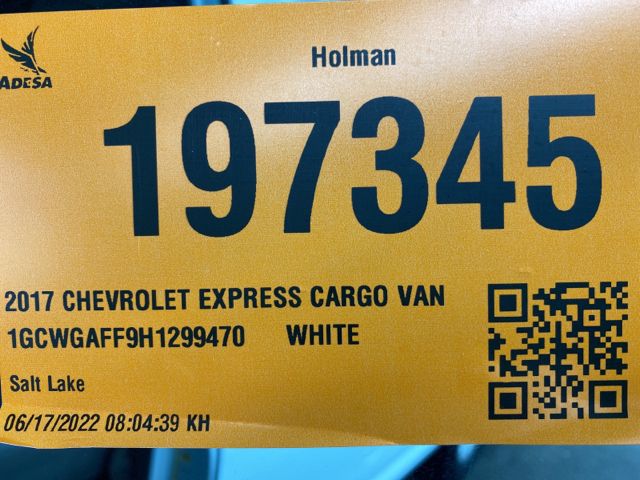 ADESA
Holman
197345
2017 CHEVROLET EXPRESS CARGO VAN
1GCWGAFF9H1299470 WHITE
Salt Lake
06/17/2022 08:04:39 KH